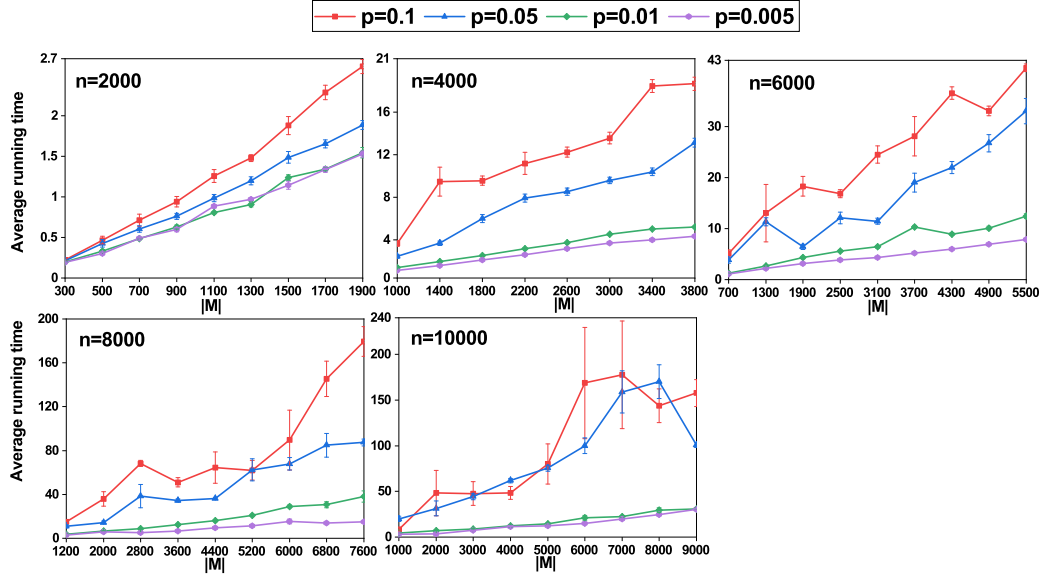 p=0.1 p=0.05 p=0.01 p=0.005
n=2000
Average running time
2.7
2
1.5
1
0.5
0.2
300 500 700 900 1100 1300 1500 1700 1900
|M|
n=4000
21
16
12
8
4
0
1000 1400 1800 2200 2600 3000 3400 3800
|M|
n=6000
43
30
20
10
0
700 1300 1900 2500 3100 3700 4300 4900 5500
|M|
n=8000
Average running time
200
160
120
80
40
0
1200 2000 2800 3600 4400 5200 6000 6800 7600
|M|
n=10000
240
200
150
100
50
0
1000 2000 3000 4000 5000 6000 7000 8000 9000
|M|